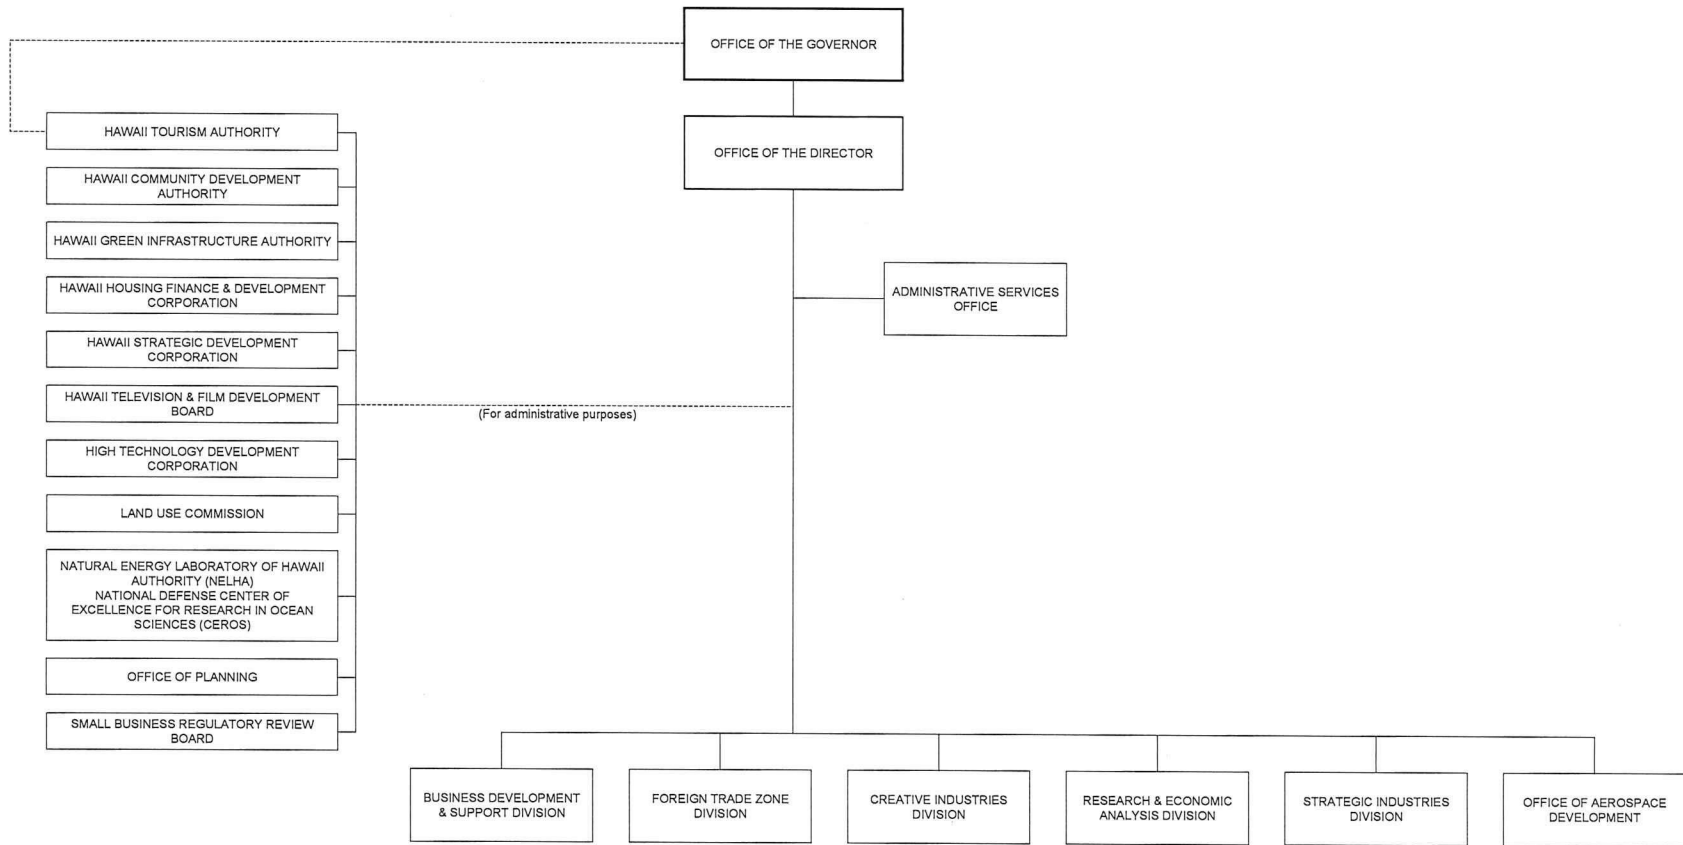 OFFICE OF THE GOVERNOR
OFFICE OF THE DIRECTOR
HAWAII TOURISM AUTHORITY
HAWAII COMMUNITY DEVELOPMENT
AUTHORITY
HAWAII GREEN INFRASTRUCTURE AUTHORITY
HAWAII HOUSING FINANCE & DEVELOPMENT
CORPORATION
HAWAII STRATEGIC DEVELOPMENT
CORPORATION
HAWAII TELEVISION & FILM DEVELOPMENT
BOARD
HIGH TECHNOLOGY DEVELOPMENT
CORPORATION
LAND USE COMMISSION
NATURAL ENERGY LABORATORY OF HAWAII
AUTHORITY (NELHA)
NATIONAL DEFENSE CENTER OF
EXCELLENCE FOR RESEARCH IN OCEAN
SCIENCES (CEROS)
OFFICE OF PLANNING
SMALL BUSINESS REGULATORY REVIEW
BOARD
(For administrative purposes)
ADMINISTRATIVE SERVICES
OFFICE
BUSINESS DEVELOPMENT
& SUPPORT DIVISION
FOREIGN TRADE ZONE
DIVISION
CREATIVE INDUSTRIES
DIVISION
RESEARCH & ECONOMIC
ANALYSIS DIVISION
STRATEGIC INDUSTRIES
DIVISION
OFFICE OF AEROSPACE
DEVELOPMENT